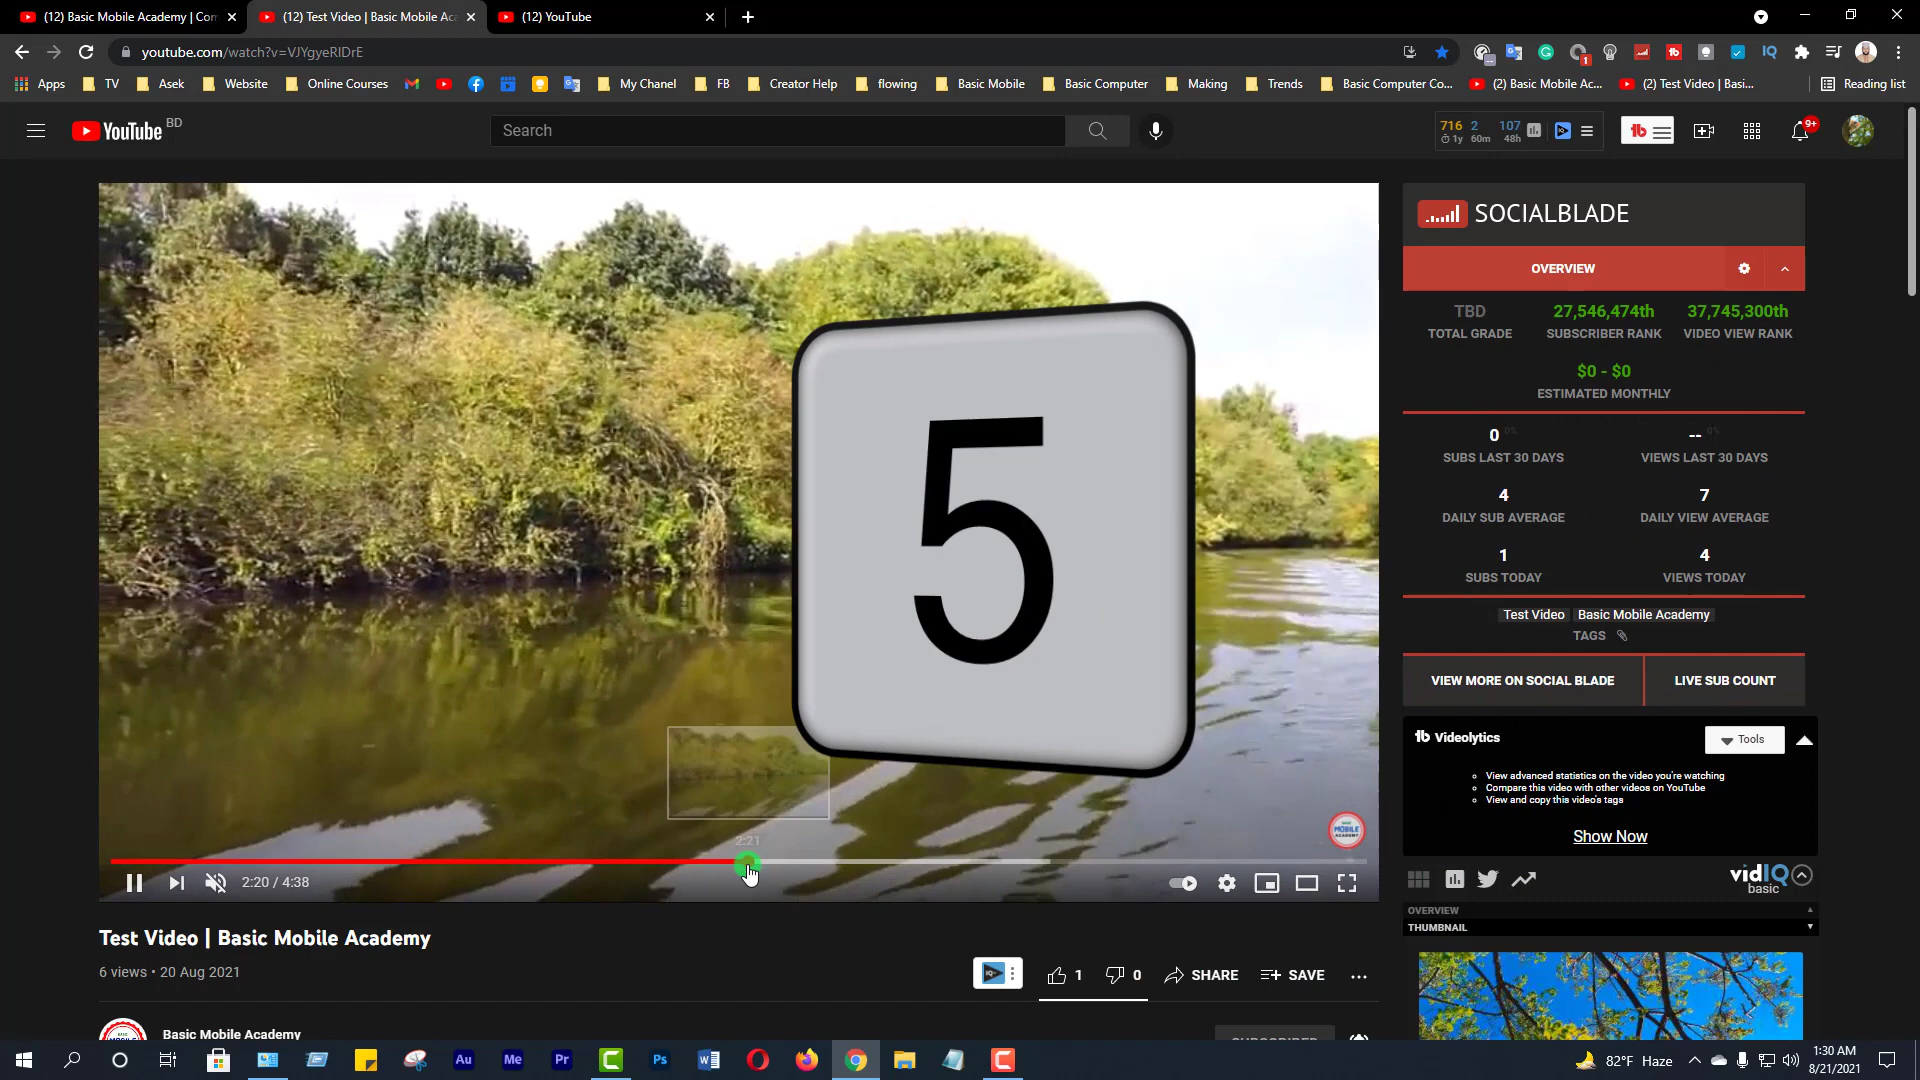 (12) Basic Mobile Academy | Com
(12) Test Video | Basic Mobile Aca
(12) YouTube
youtube.com/watch?v=VJYgyeRIDrE
Apps TV Asek Website Online Courses My Chanel FB Creator Help flowing Basic Mobile Basic Computer Making Trends Basic Computer Co... (2) Basic Mobile Ac... (2) Test Video | Basi... Reading list
YouTube BD
Search
716 2 107
1y 60m 48h
9+
5
2:21
2:20 / 4:38
Test Video | Basic Mobile Academy
6 views • 20 Aug 2021
1 0 SHARE SAVE
Basic Mobile Academy
SUBSCRIBED
SOCIALBLADE
OVERVIEW
TBD 27,546,474th 37,745,300th
TOTAL GRADE SUBSCRIBER RANK VIDEO VIEW RANK
$0 - $0
ESTIMATED MONTHLY
0 0% -- 0%
SUBS LAST 30 DAYS VIEWS LAST 30 DAYS
4 7
DAILY SUB AVERAGE DAILY VIEW AVERAGE
1 4
SUBS TODAY VIEWS TODAY
Test Video Basic Mobile Academy
TAGS
VIEW MORE ON SOCIAL BLADE LIVE SUB COUNT
Videolytics Tools
View advanced statistics on the video you're watching
Compare this video with other videos on YouTube
View and copy this video's tags
Show Now
vidIQ
basic
OVERVIEW
THUMBNAIL
82°F Haze
1:30 AM
8/21/2021